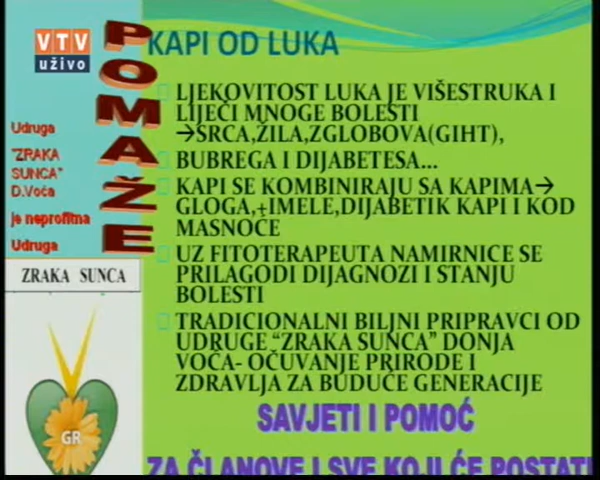 VTV
uživo
POMAŽE
Udruga
"ZRAKA
SUNCA"
D.Voća
je neprofitna
Udruga
ZRAKA SUNCA
GR
KAPI OD LUKA
LJEKOVITOST LUKA JE VIŠESTRUKA I
LIJEČI MNOGE BOLESTI
→SRCA,ŽILA,ZGLOBOVA(GIHT),
BUBREGA I DIJABETESA...
KAPI SE KOMBINIRAJU SA KAPIMA→
GLOGA,+IMELE,DIJABETIK KAPI I KOD
MASNOĆE
UZ FITOTERAPEUTA NAMIRNICE SE
PRILAGODI DIJAGNOZI I STANJU
BOLESTI
TRADICIONALNI BILJNI PRIPRAVCI OD
UDRUGE "ZRAKA SUNCA" DONJA
VOĆA- OČUVANJE PRIRODE I
ZDRAVLJA ZA BUDUĆE GENERACIJE
SAVJETI I POMOĆ
ZA ČLANOVE I SVE KOJI ĆE POSTATI